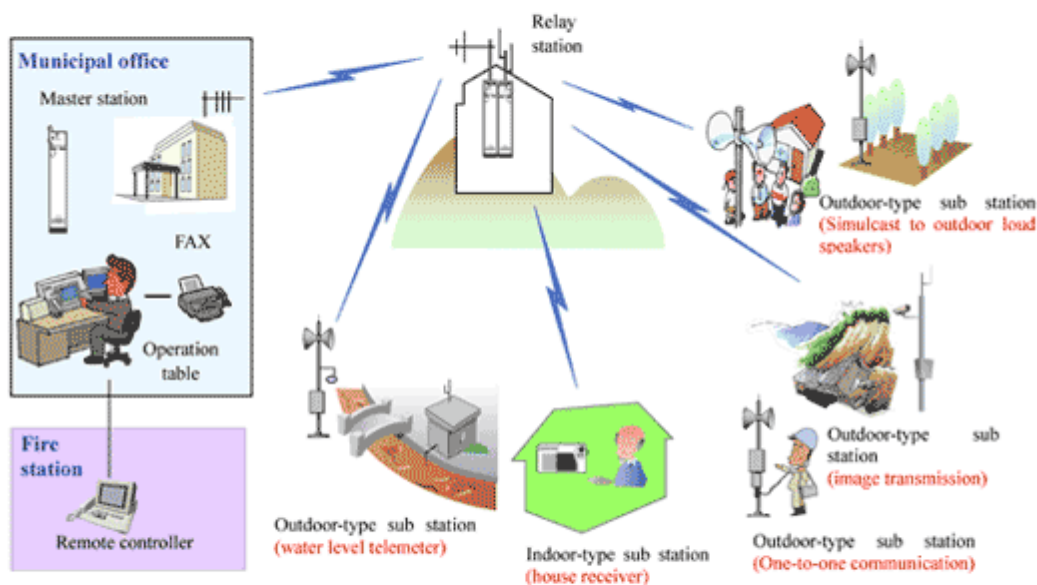 Municipal office
Master station
FAX
Operation
table
Fire
station
Remote controller
Relay
station
Outdoor-type sub station
(Simulcast to outdoor loud
speakers)
Outdoor-type sub
station
(image transmission)
Outdoor-type sub station
(One-to-one communication)
Indoor-type sub station
(house receiver)
Outdoor-type sub station
(water level telemeter)